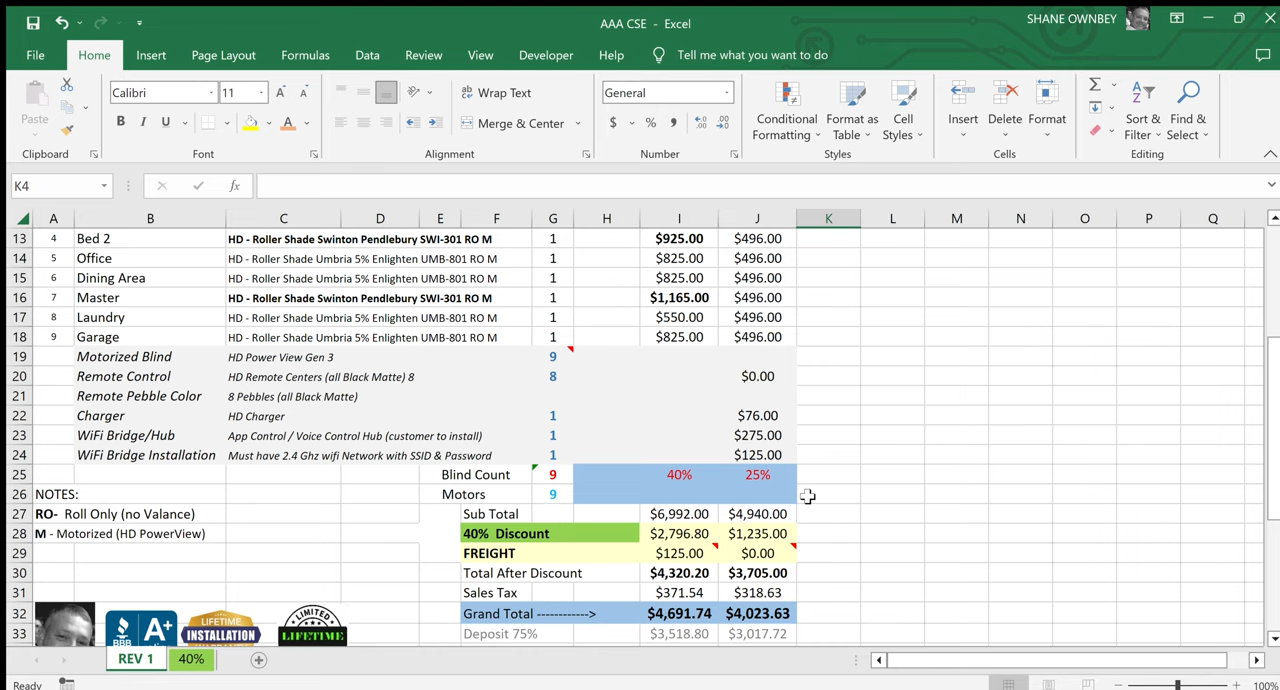 AAA CSE - Excel
SHANE OWNBEY
File Home Insert Page Layout Formulas Data Review View Developer Help Tell me what you want to do
Paste
Calibri 11
B I U
Wrap Text
Merge & Center
General
$ % ,
Conditional Formatting
Format as Table
Cell Styles
Insert
Delete
Format
Sort & Filter
Find & Select
Clipboard Font Alignment Number Styles Cells Editing
K4 fx
A B C D E F G H I J K L M N O P Q
13 4 Bed 2 HD - Roller Shade Swinton Pendlebury SWI-301 RO M 1 $925.00 $496.00
14 5 Office HD - Roller Shade Umbria 5% Enlighten UMB-801 RO M 1 $825.00 $496.00
15 6 Dining Area HD - Roller Shade Umbria 5% Enlighten UMB-801 RO M 1 $825.00 $496.00
16 7 Master HD - Roller Shade Swinton Pendlebury SWI-301 RO M 1 $1,165.00 $496.00
17 8 Laundry HD - Roller Shade Umbria 5% Enlighten UMB-801 RO M 1 $550.00 $496.00
18 9 Garage HD - Roller Shade Umbria 5% Enlighten UMB-801 RO M 1 $825.00 $496.00
19 Motorized Blind HD Power View Gen 3 9
20 Remote Control HD Remote Centers (all Black Matte) 8 8 $0.00
21 Remote Pebble Color 8 Pebbles (all Black Matte)
22 Charger HD Charger 1 $76.00
23 WiFi Bridge/Hub App Control / Voice Control Hub (customer to install) 1 $275.00
24 WiFi Bridge Installation Must have 2.4 Ghz wifi Network with SSID & Password 1 $125.00
25 Blind Count 9 40% 25%
26 NOTES: Motors 9
27 RO- Roll Only (no Valance) Sub Total $6,992.00 $4,940.00
28 M - Motorized (HD PowerView) 40% Discount $2,796.80 $1,235.00
29 FREIGHT $125.00 $0.00
30 Total After Discount $4,320.20 $3,705.00
31 Sales Tax $371.54 $318.63
32 Grand Total ------------> $4,691.74 $4,023.63
33 Deposit 75% $3,518.80 $3,017.72
BBB A+
LIFETIME
INSTALLATION
LIMITED
LIFETIME
REV 1 40%
Ready 100%